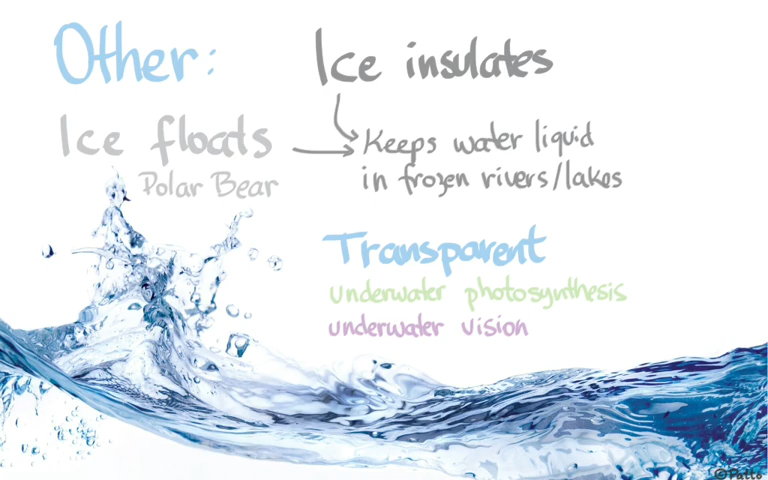 Other:
Ice insulates
Ice floats
Polar Bear
Keeps water liquid
in frozen rivers/lakes
Transparent
underwater photosynthesis
underwater vision